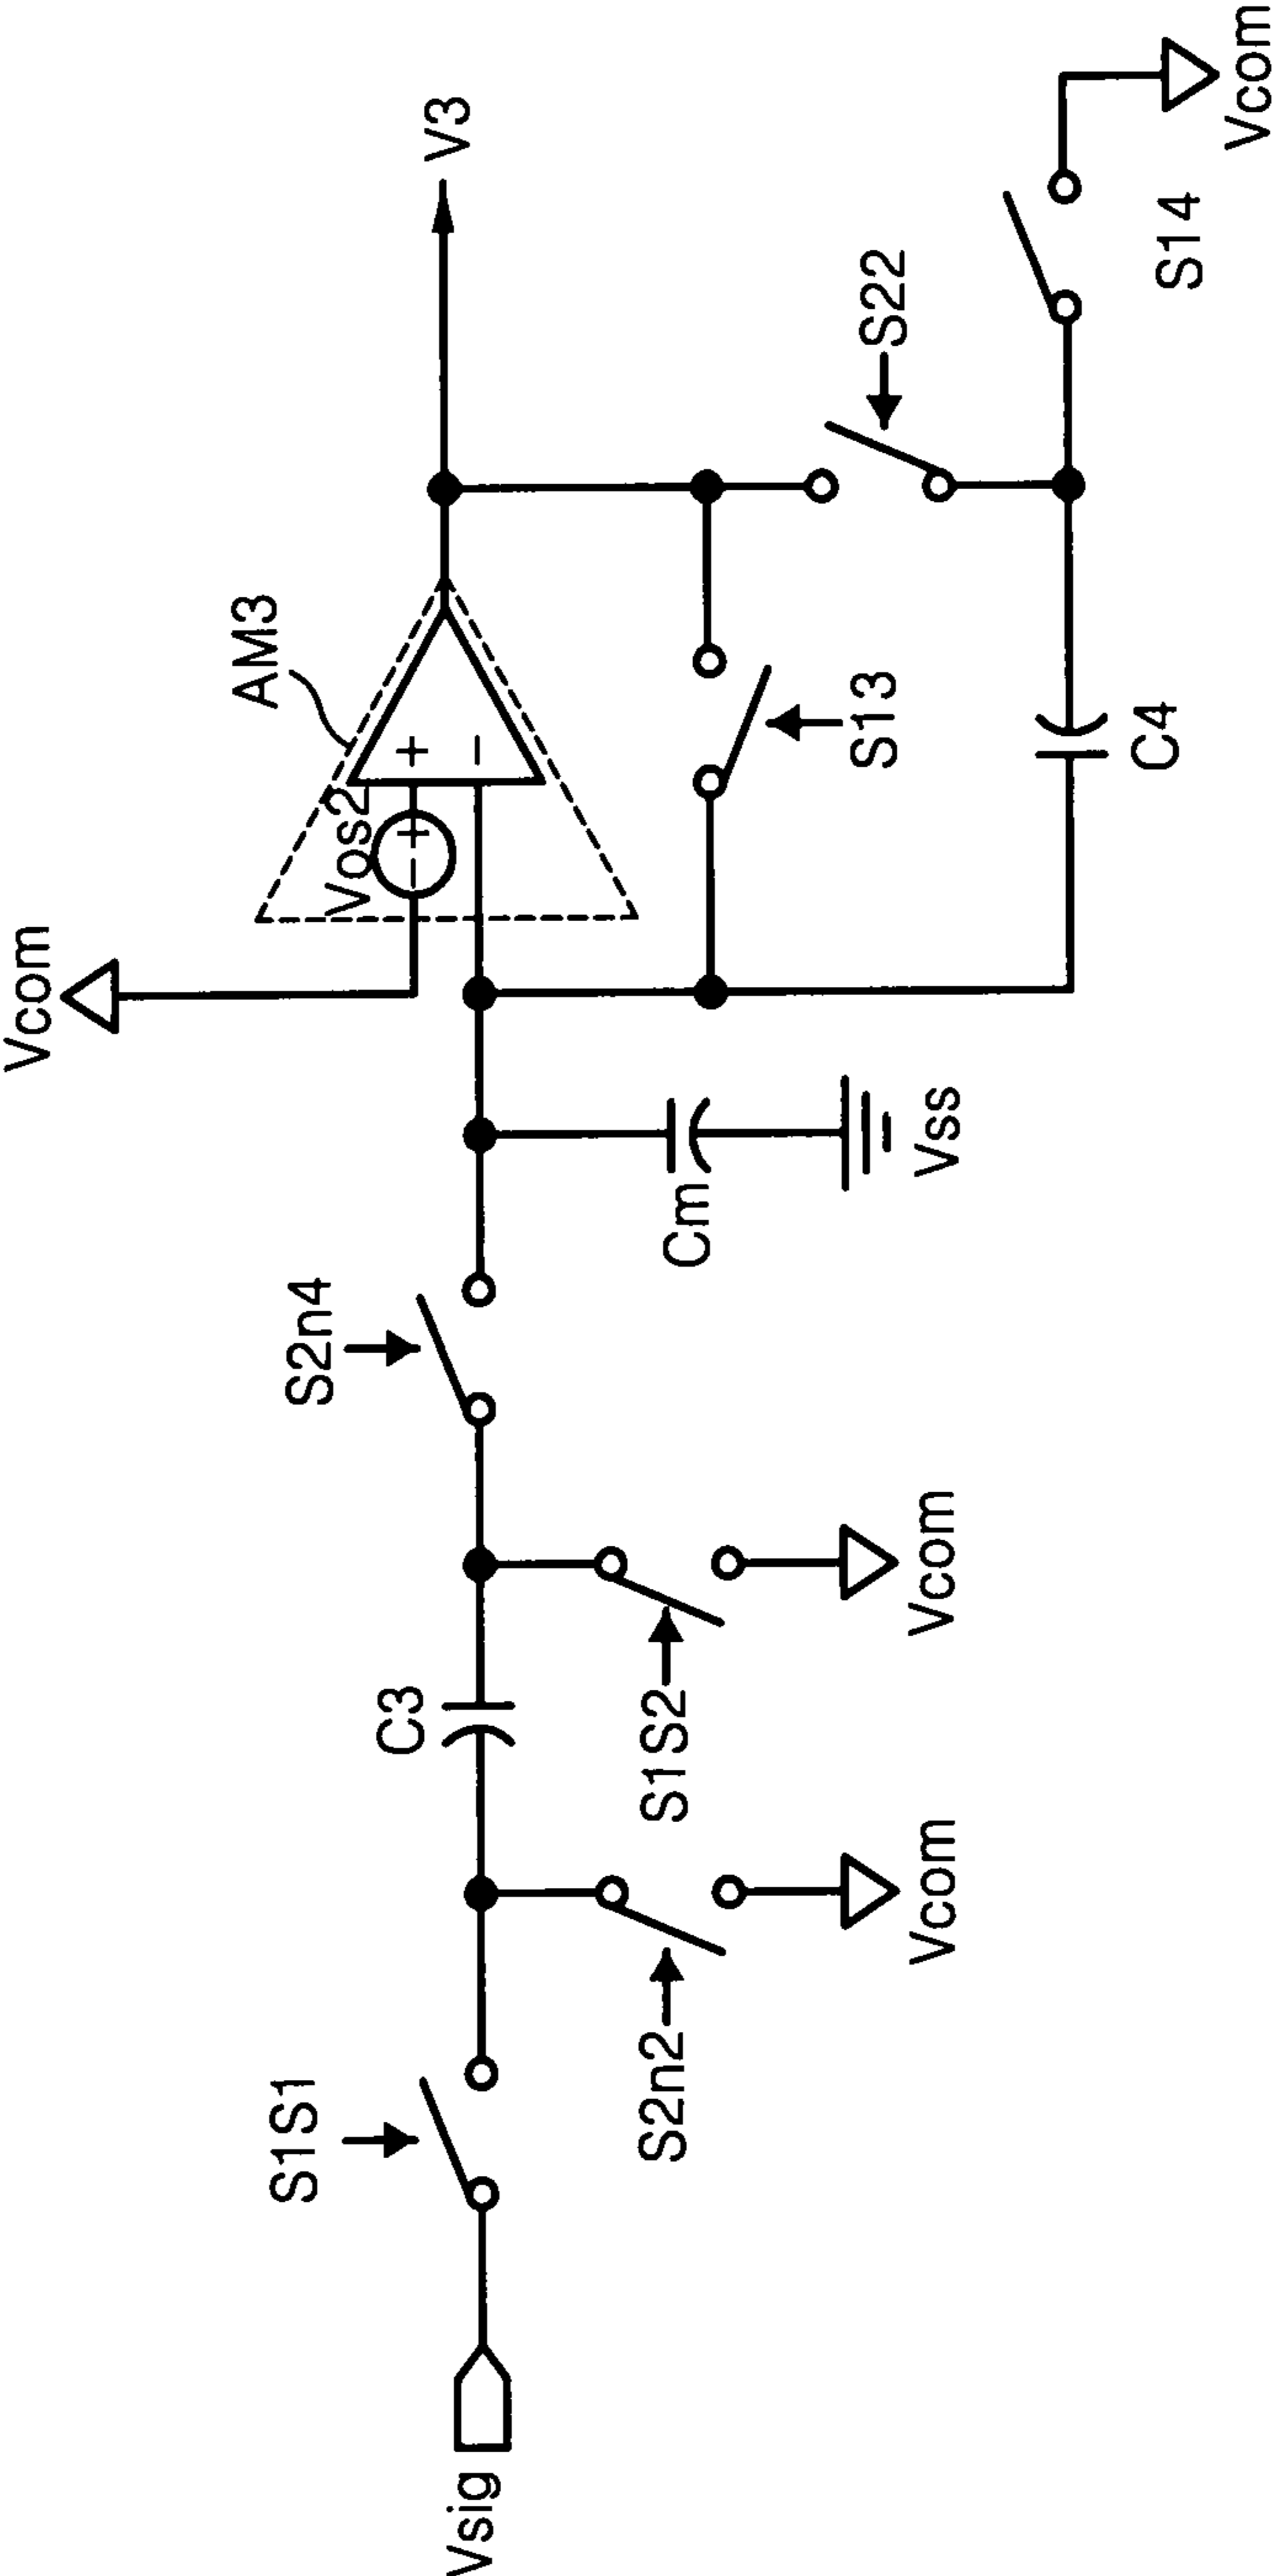 Vsig
S1S1
S2n2
Vcom
C3
S1S2
Vcom
S2n4
Cm
Vss
Vcom
Vos2
+
−
+
−
AM3
S13
C4
S22
V3
S14
Vcom